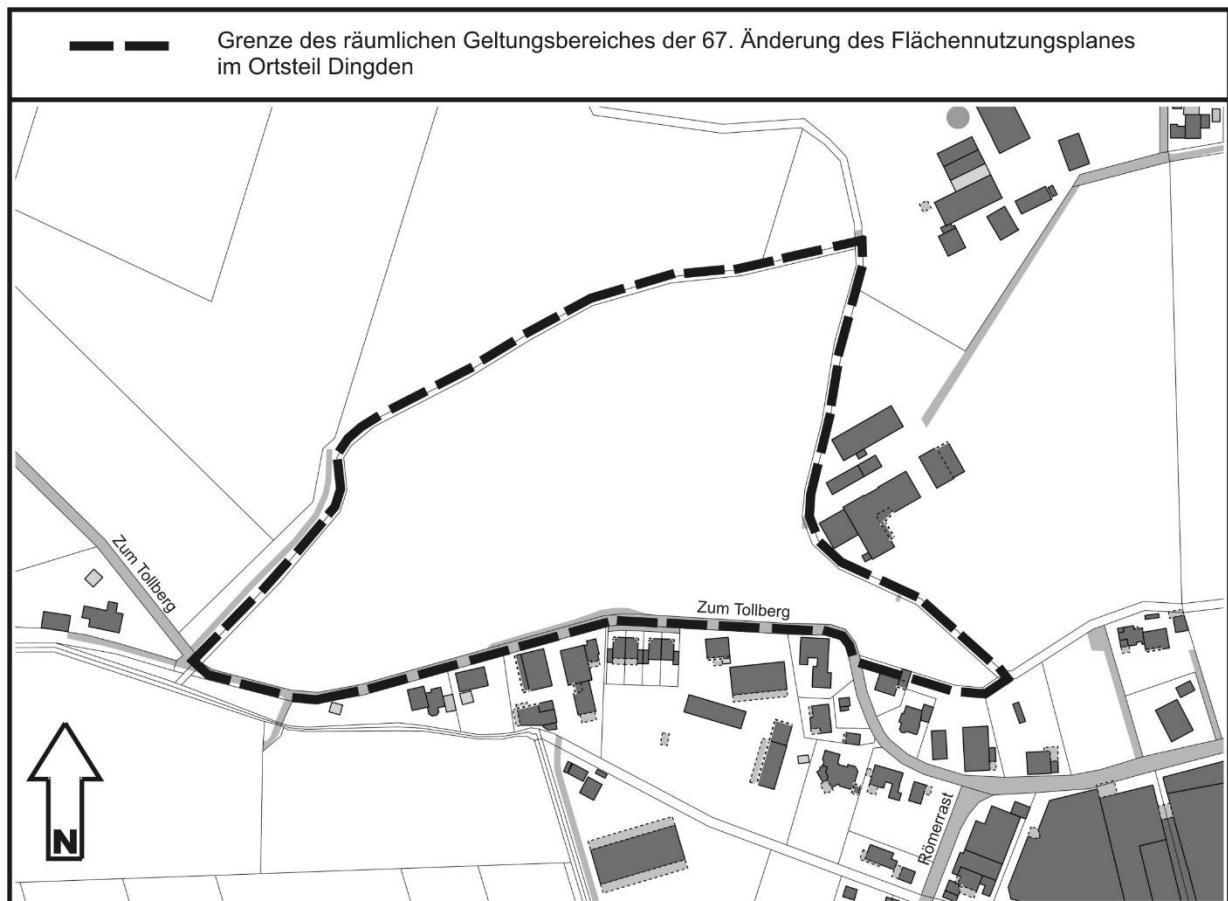 Grenze des räumlichen Geltungsbereiches der 67. Änderung des Flächennutzungsplanes
im Ortsteil Dingden
Zum Tollberg
Zum Tollberg
Römerrast
N